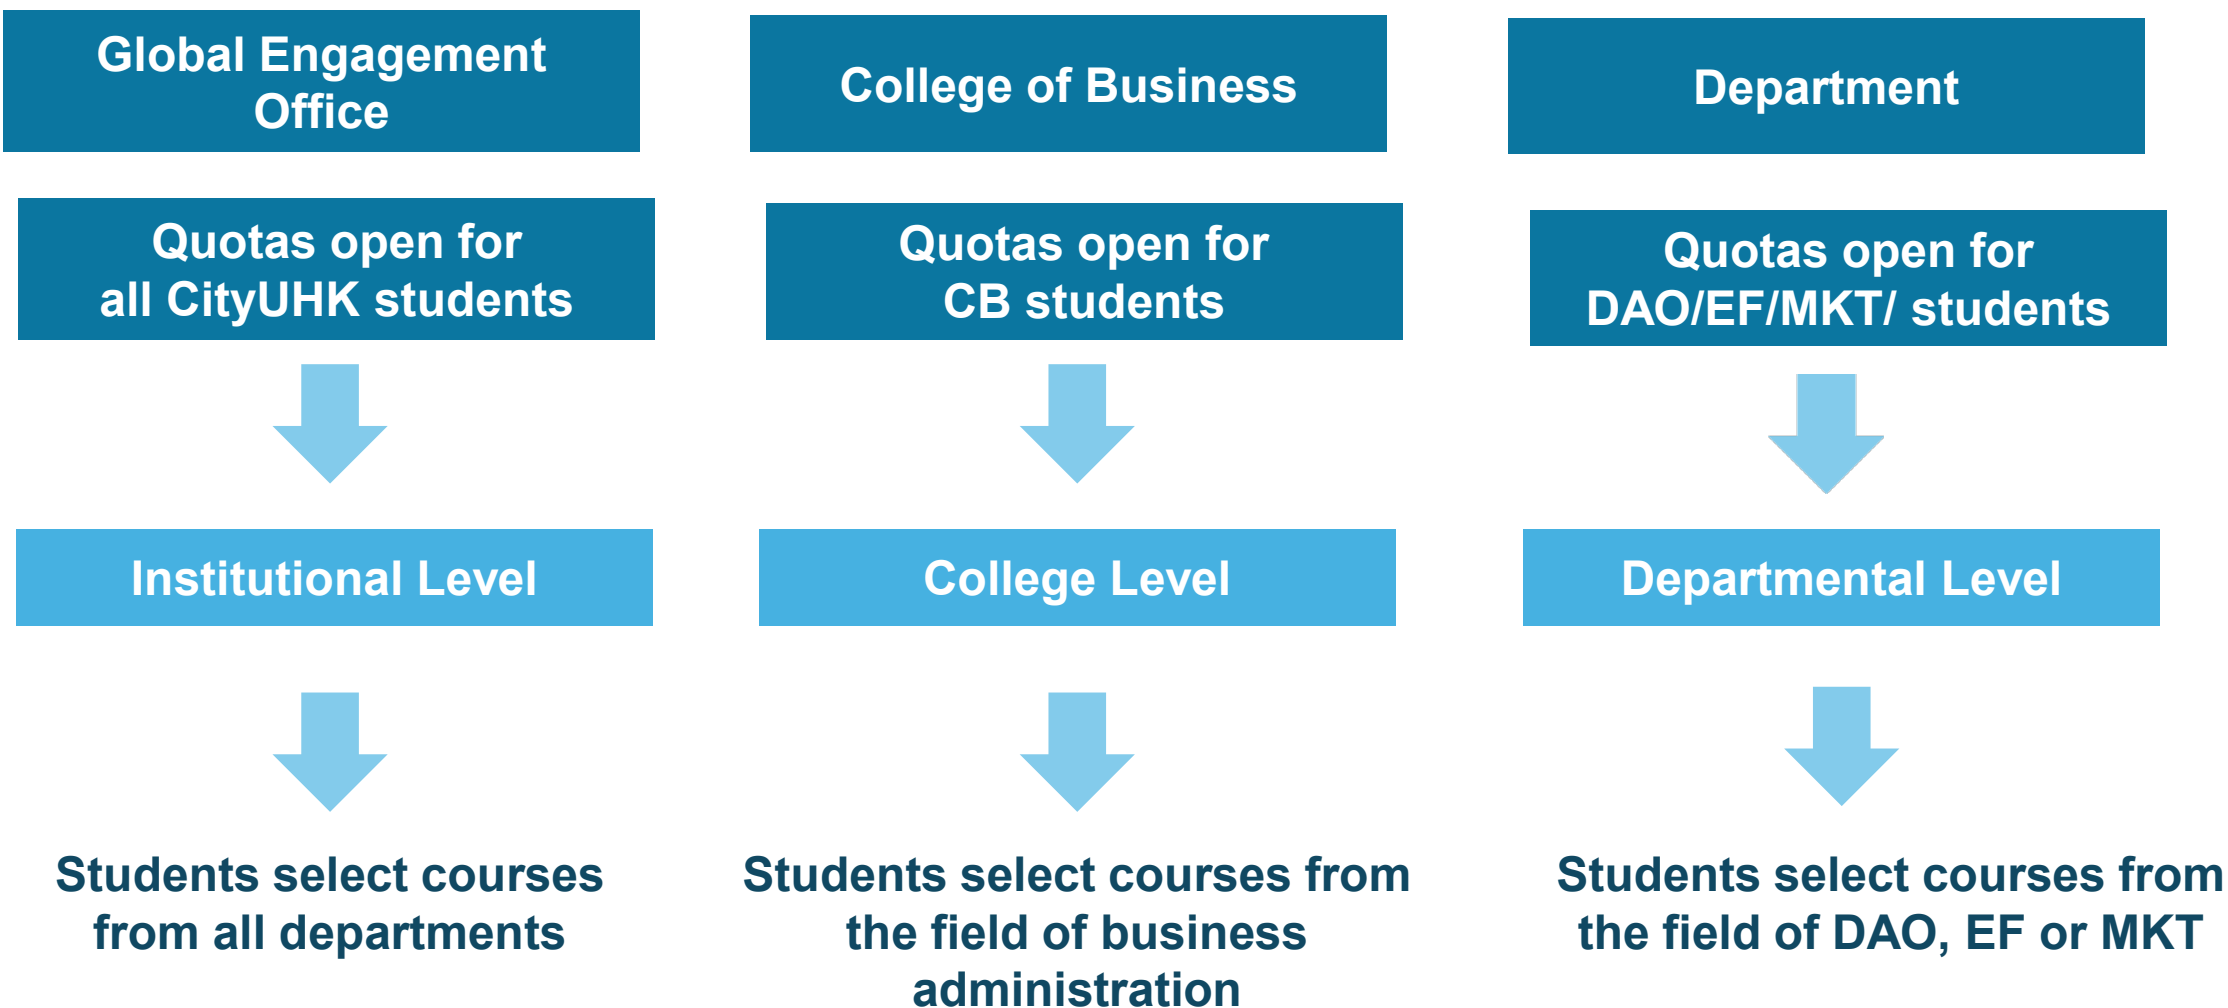 Global Engagement
Office
College of Business
Department
Quotas open for
all CityUHK students
Quotas open for
CB students
Quotas open for
DAO/EF/MKT/ students
Institutional Level
College Level
Departmental Level
Students select courses
from all departments
Students select courses from
the field of business
administration
Students select courses from
the field of DAO, EF or MKT